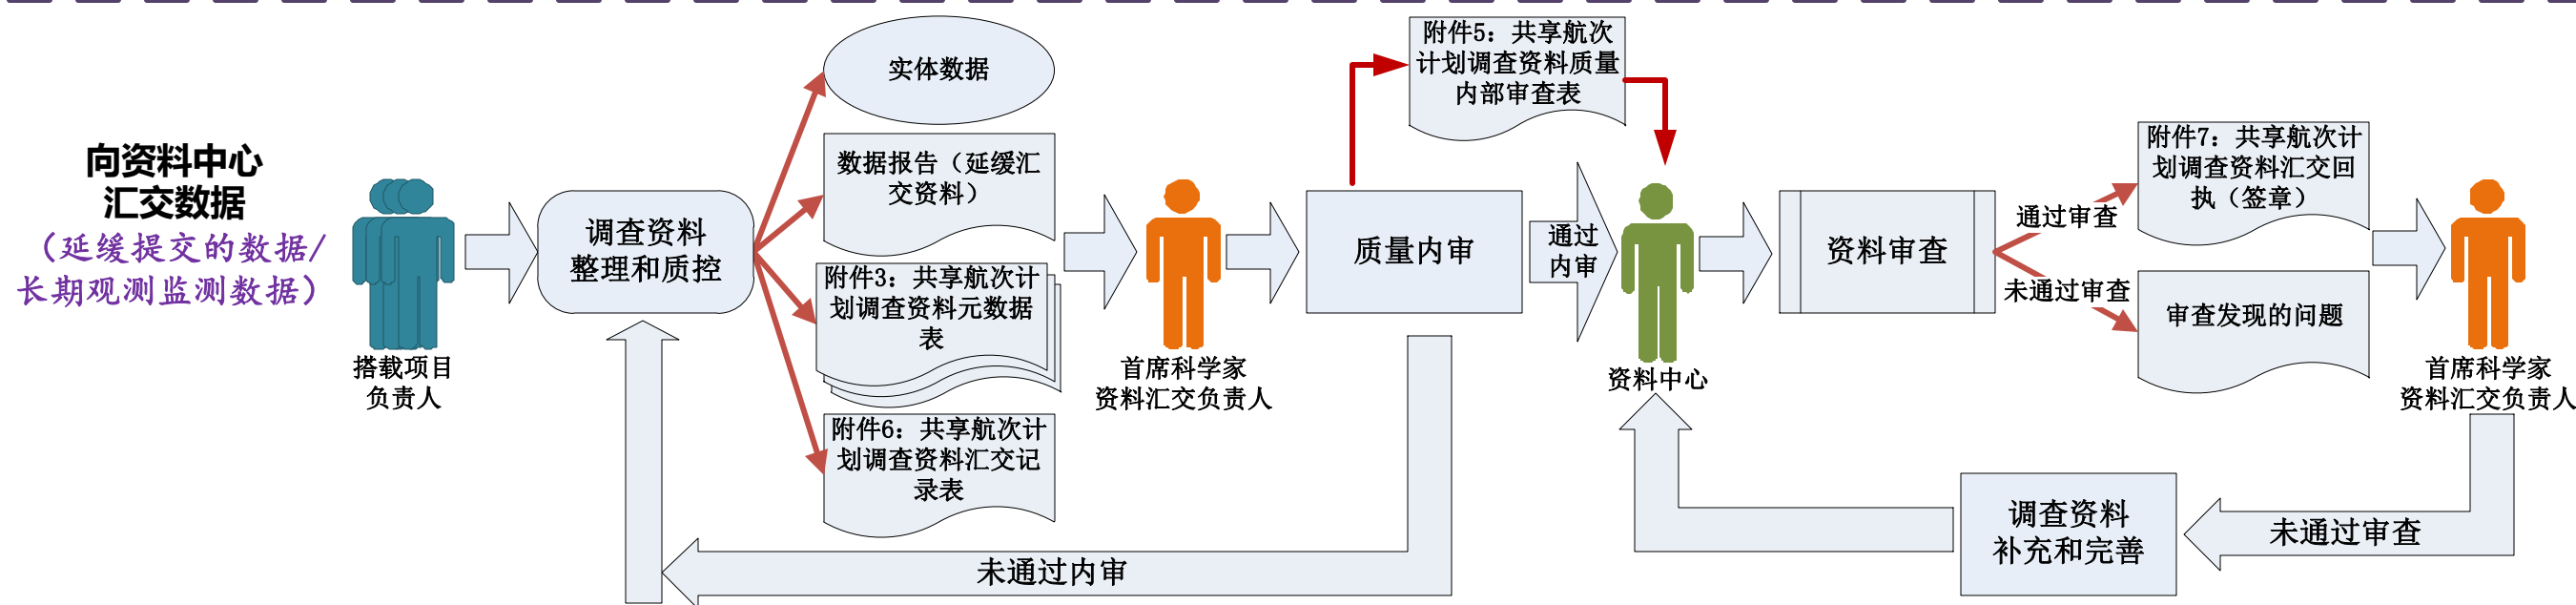 向资料中心
汇交数据
（延缓提交的数据/
长期观测监测数据）
搭载项目
负责人
调查资料
整理和质控
实体数据
数据报告（延缓汇
交资料）
附件3：共享航次计
划调查资料元数据
表
附件6：共享航次计
划调查资料汇交记
录表
首席科学家
资料汇交负责人
质量内审
附件5：共享航次
计划调查资料质量
内部审查表
通过
内审
资料中心
资料审查
通过审查
未通过审查
附件7：共享航次计
划调查资料汇交回
执（签章）
审查发现的问题
首席科学家
资料汇交负责人
未通过审查
调查资料
补充和完善
未通过内审